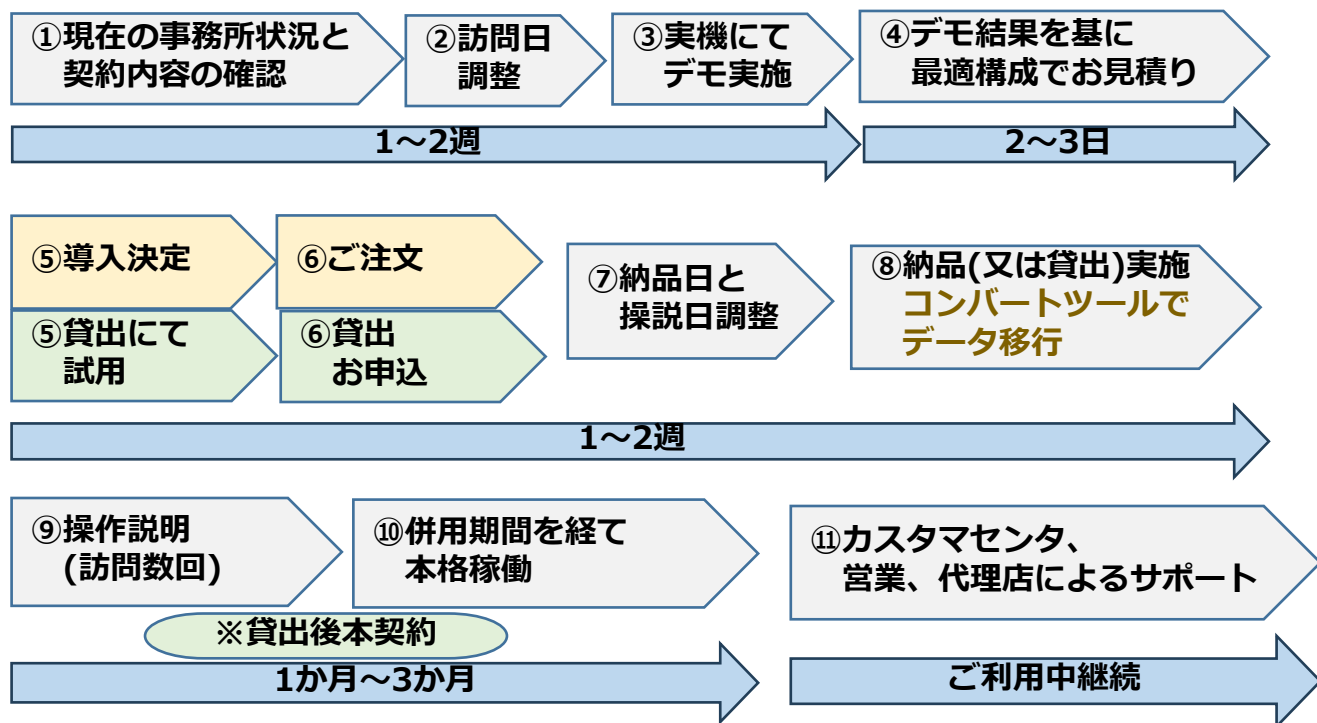 ①現在の事務所状況と
契約内容の確認
②訪問日
調整
③実機にて
デモ実施
④デモ結果を基に
最適構成でお見積り
1～2週
2～3日
⑤導入決定
⑥ご注文
⑤貸出にて
試用
⑥貸出
お申込
⑦納品日と
操説日調整
⑧納品(又は貸出)実施
コンバートツールで
データ移行
1～2週
⑨操作説明
(訪問数回)
⑩併用期間を経て
本格稼働
⑪カスタマセンタ、
営業、代理店によるサポート
※貸出後本契約
1か月～3か月
ご利用中継続